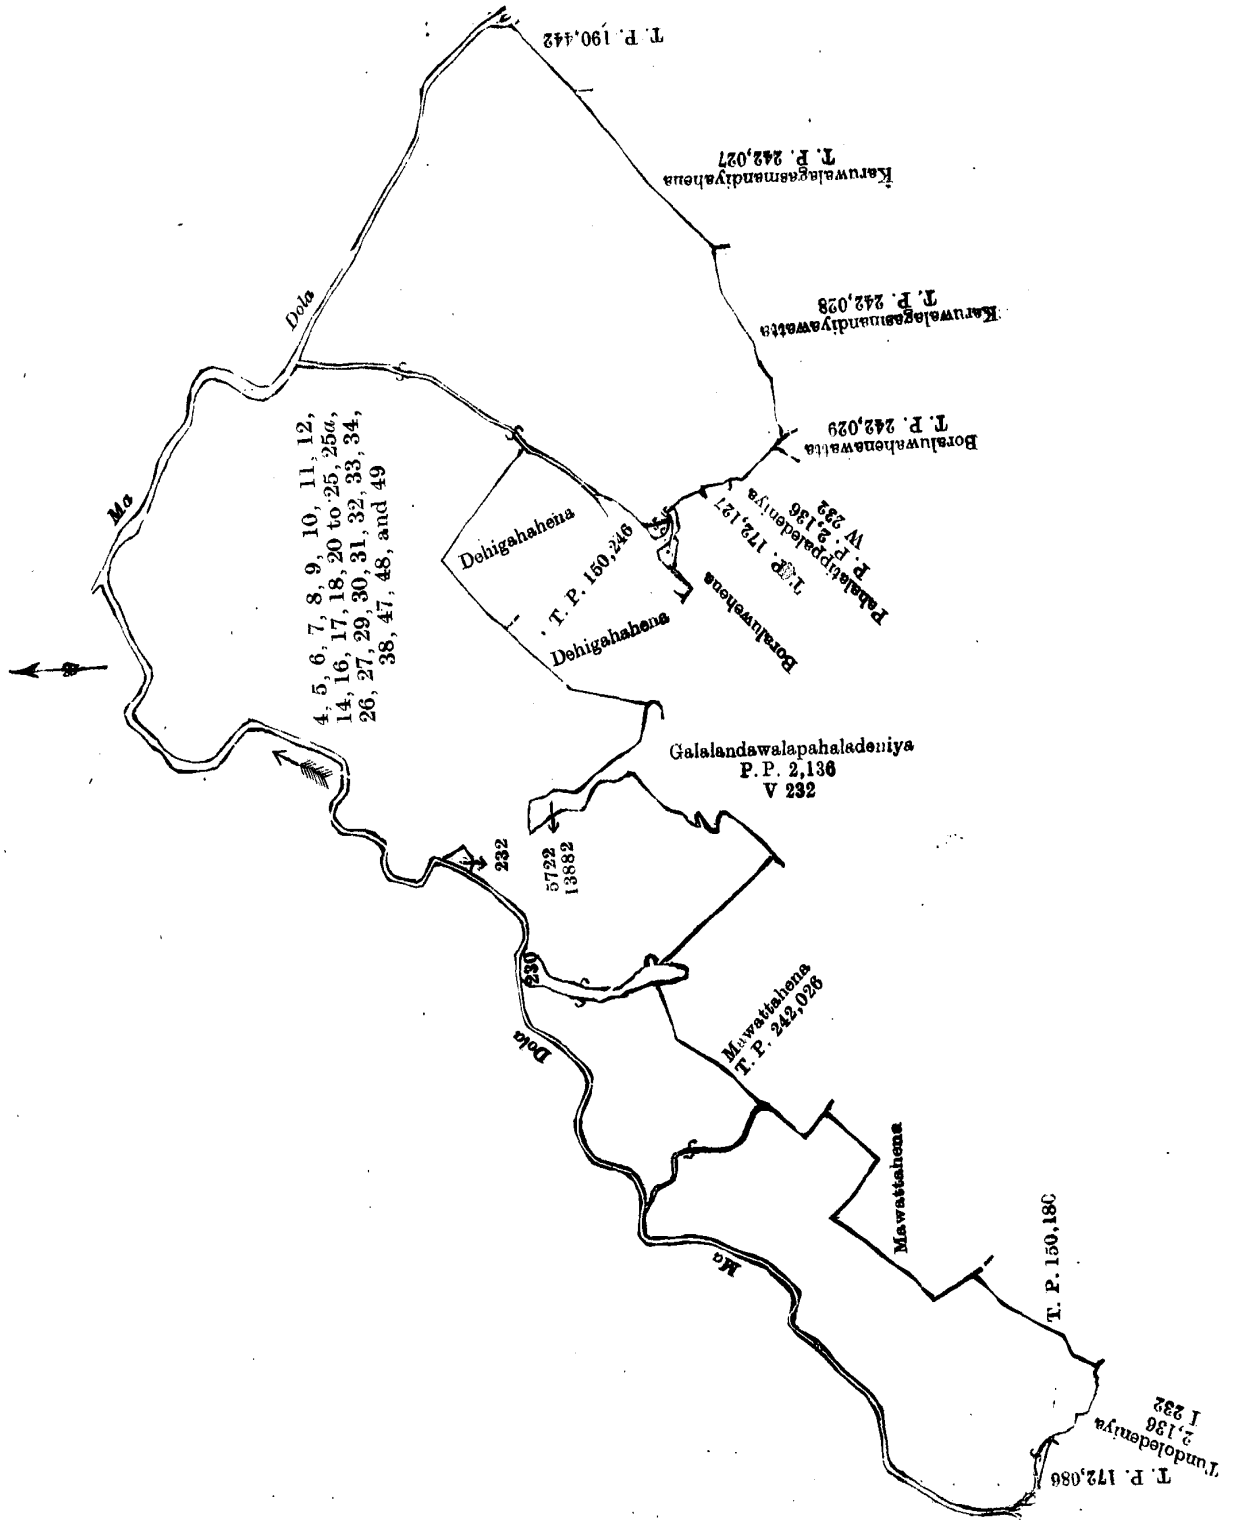 T. P. 190,442
Karuwalagasmandiyahena
T. P. 242,027
Dola
Karuwalagasmandiyawatta
T. P. 242,028
Boraluwahenawatta
T. P. 242,029
Ma
4, 5, 6, 7, 8, 9, 10, 11, 12,
14, 16, 17, 18, 20 to 25, 25a,
26, 27, 29, 30, 31, 32, 33, 34,
38, 47, 48, and 49
Dehigahahena
T. P. 150,246
Dehigahahena
Boraluwehena
T. P. 172,127
Pahalatippaledeniya
P. P. 2,136
W 232
Galalandawalapahaladeniya
P. P. 2,136
V 232
232
5722
13882
230
Dola
Mawattahena
T. P. 242,026
Mawattahena
Ma
T. P. 150,180
Tundoledeniya
2,136
I 232
T. P. 172,086